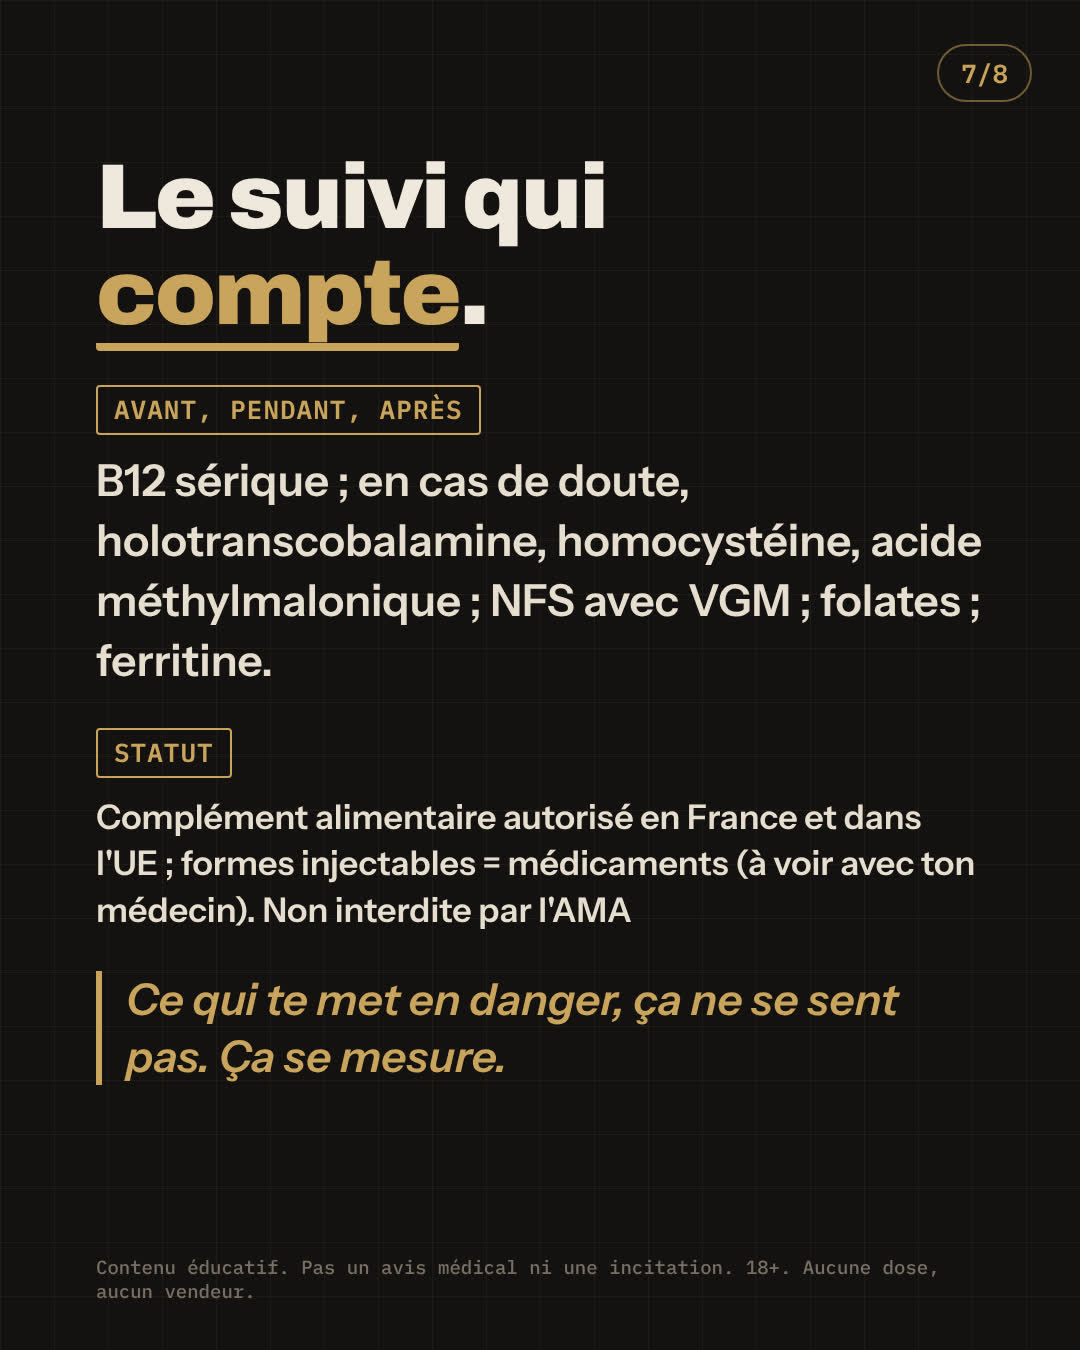 7/8
Le suivi qui
compte.
AVANT, PENDANT, APRÈS
B12 sérique ; en cas de doute,
holotranscobalamine, homocystéine, acide
méthylmalonique ; NFS avec VGM ; folates ;
ferritine.
STATUT
Complément alimentaire autorisé en France et dans
l'UE ; formes injectables = médicaments (à voir avec ton
médecin). Non interdite par l'AMA
Ce qui te met en danger, ça ne se sent
pas. Ça se mesure.
Contenu éducatif. Pas un avis médical ni une incitation. 18+. Aucune dose,
aucun vendeur.